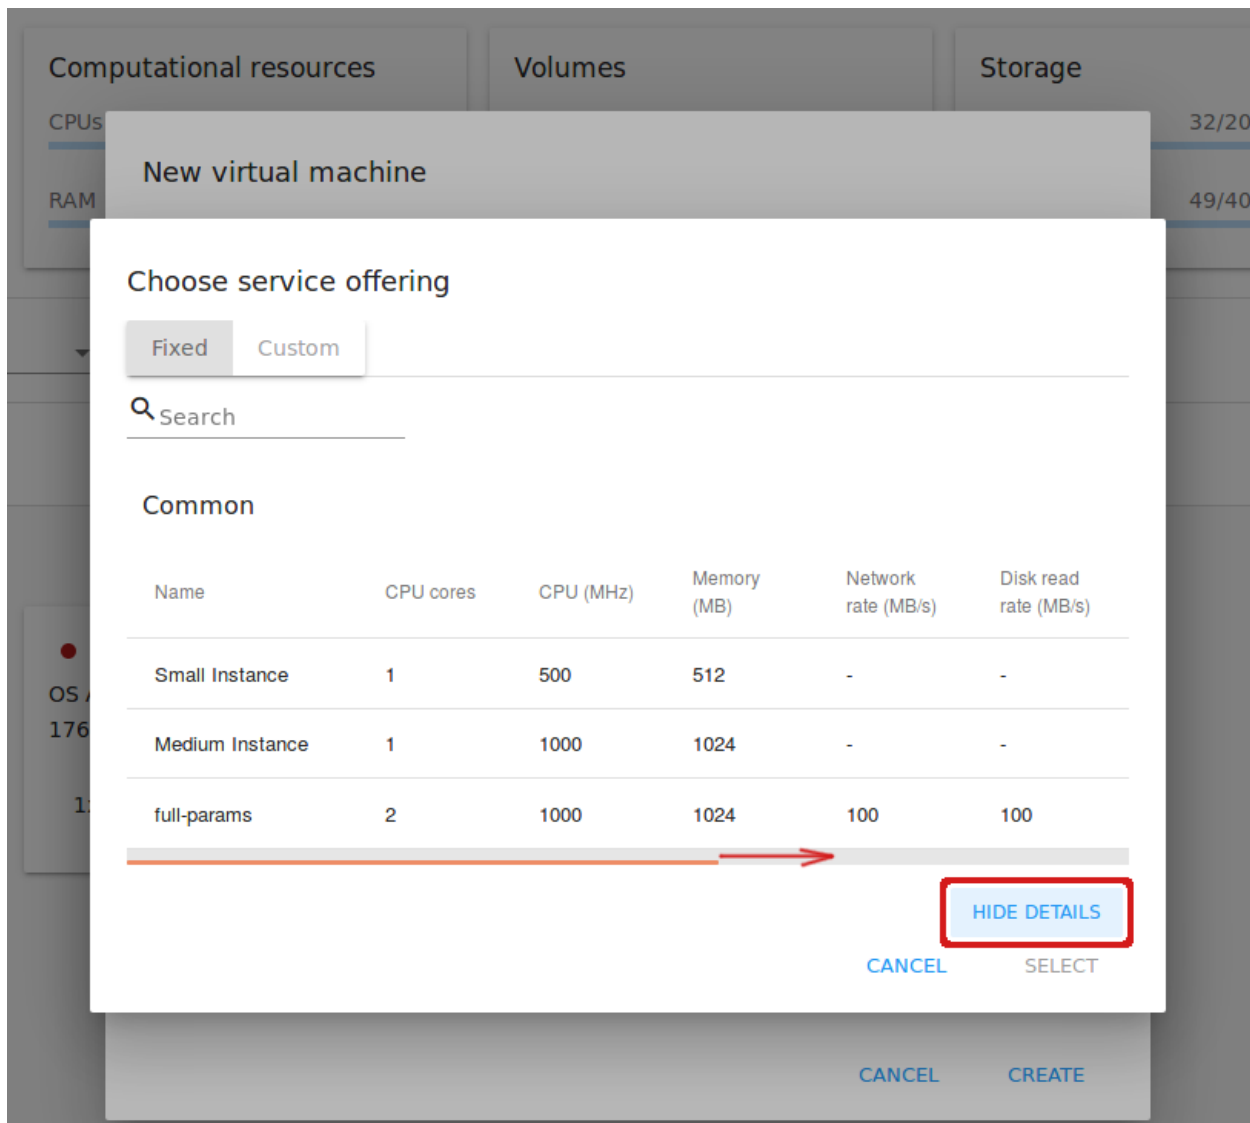 Computational resources
Volumes
Storage
CPUs
32/20
New virtual machine
RAM
49/40
Choose service offering
Fixed Custom
Search
Common
Name CPU cores CPU (MHz) Memory (MB) Network rate (MB/s) Disk read rate (MB/s)
Small Instance 1 500 512 - -
Medium Instance 1 1000 1024 - -
full-params 2 1000 1024 100 100
OS
176
HIDE DETAILS
CANCEL SELECT
CANCEL CREATE